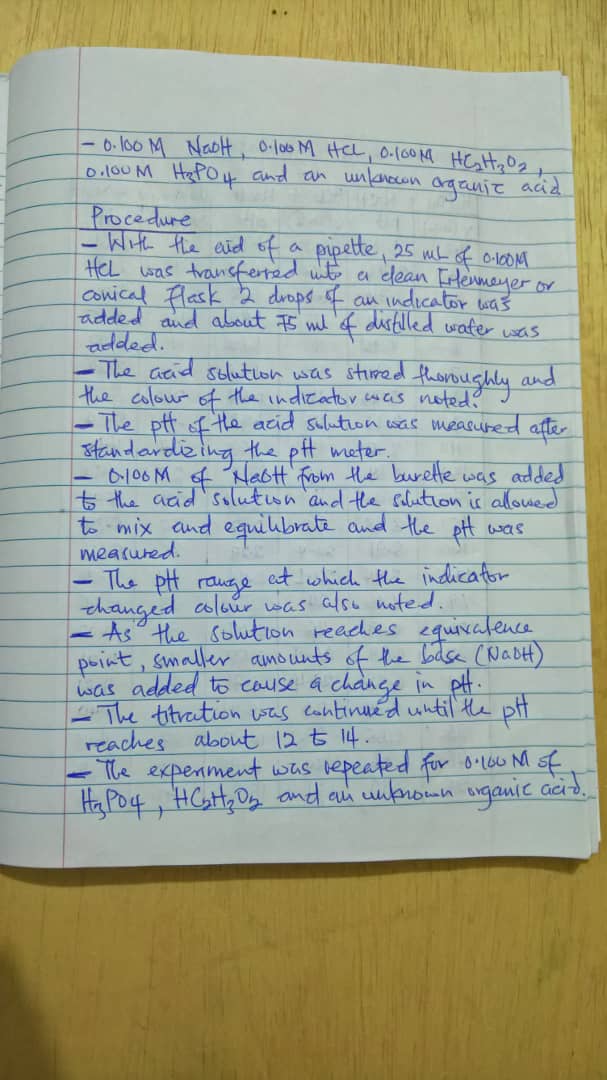 - 0.100 M NaOH, 0.100 M HCL, 0.100M HC2H3O2,
0.100 M H3PO4 and an unknown organic acid
Procedure
- With the aid of a pipette, 25 mL of 0.100M
HCL was transferred into a clean Erlenmeyer or
conical flask 2 drops of an indicator was
added and about 75 ml of distilled water was
added.
- The acid solution was stirred thoroughly and
the colour of the indicator was noted.
- The pH of the acid solution was measured after
standardizing the pH meter.
- 0.100 M of NaOH from the burette was added
to the acid solution and the solution is allowed
to mix and equilibrate and the pH was
measured.
- The pH range at which the indicator
changed colour was also noted.
- As the solution reaches equivalence
point, smaller amounts of the base (NaOH)
was added to cause a change in pH.
- The titration was continued until the pH
reaches about 12 to 14.
- The experiment was repeated for 0.100 M of
H3PO4, HC2H3O2 and an unknown organic acid.